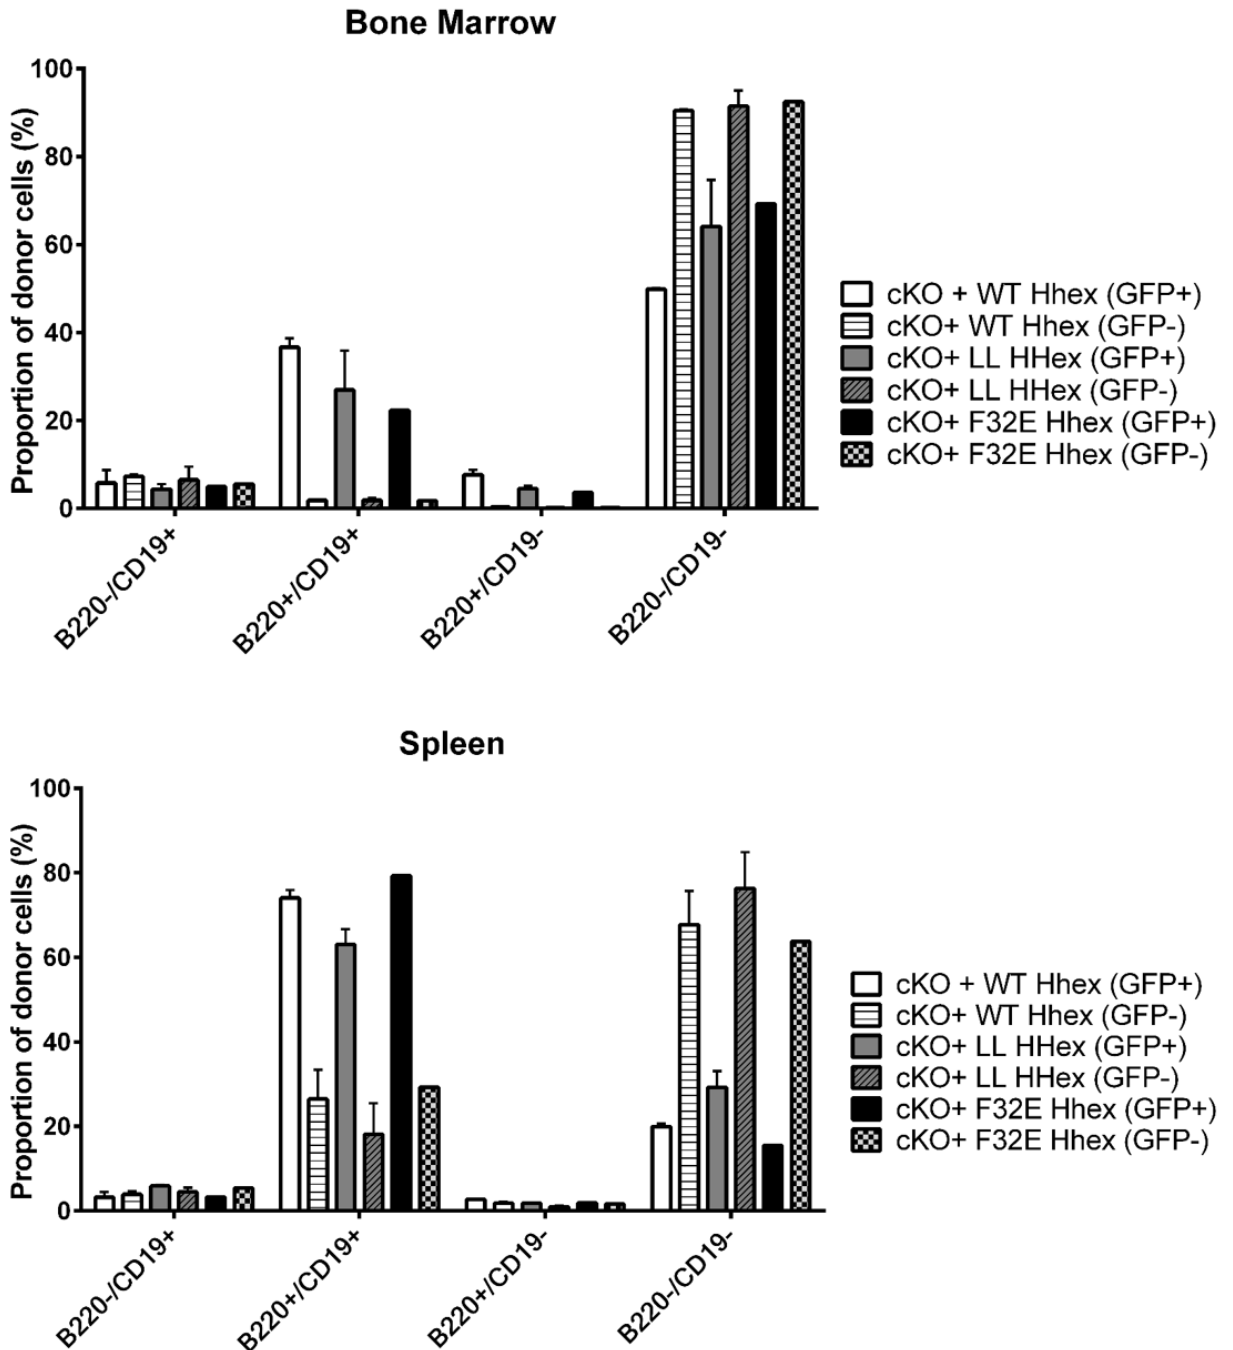 Bone Marrow
Proportion of donor cells (%)
100
80
60
40
20
0
B220-/CD19+
B220+/CD19+
B220+/CD19-
B220-/CD19-
cKO + WT Hhex (GFP+)
cKO+ WT Hhex (GFP-)
cKO+ LL HHex (GFP+)
cKO+ LL HHex (GFP-)
cKO+ F32E Hhex (GFP+)
cKO+ F32E Hhex (GFP-)
Spleen
Proportion of donor cells (%)
100
80
60
40
20
0
B220-/CD19+
B220+/CD19+
B220+/CD19-
B220-/CD19-
cKO + WT Hhex (GFP+)
cKO+ WT Hhex (GFP-)
cKO+ LL HHex (GFP+)
cKO+ LL HHex (GFP-)
cKO+ F32E Hhex (GFP+)
cKO+ F32E Hhex (GFP-)